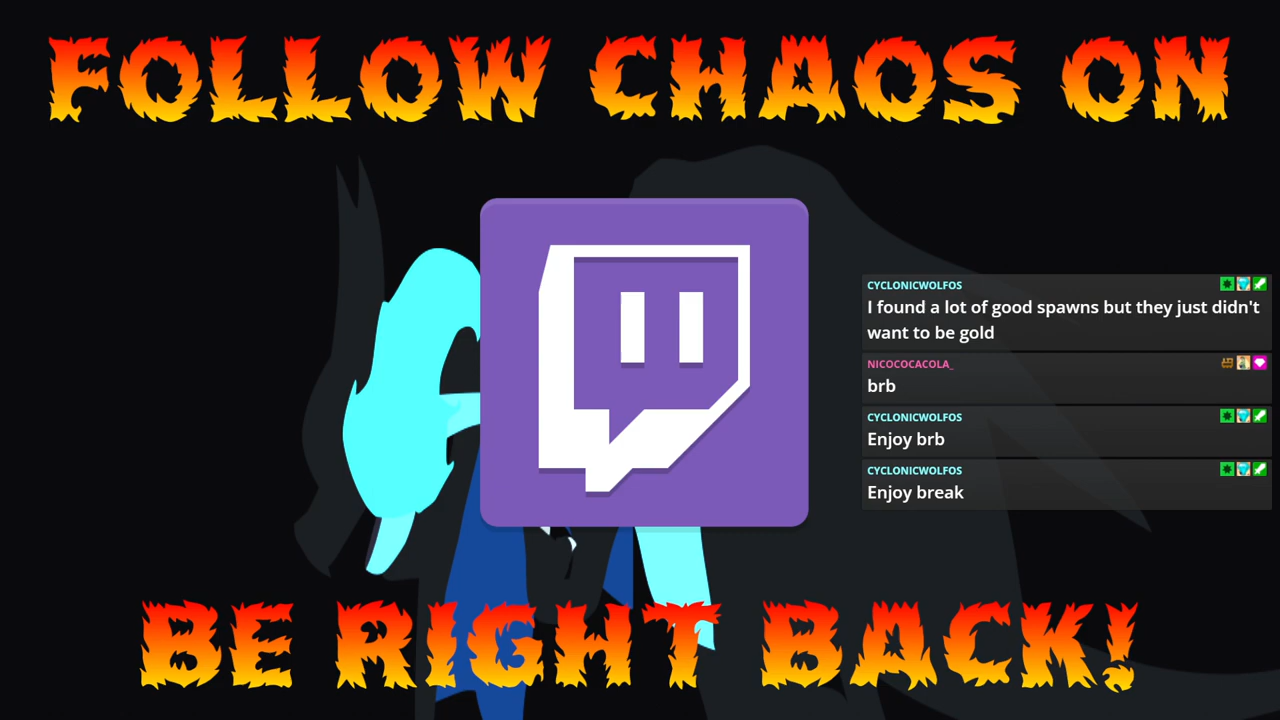 FOLLOW CHAOS ON
CYCLONICWOLFOS
I found a lot of good spawns but they just didn't
want to be gold
NICOCOCACOLA_
brb
CYCLONICWOLFOS
Enjoy brb
CYCLONICWOLFOS
Enjoy break
BE RIGHT BACK!